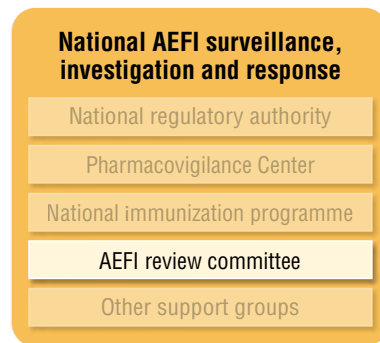 National AEFI surveillance,
investigation and response
National regulatory authority
Pharmacovigilance Center
National immunization programme
AEFI review committee
Other support groups